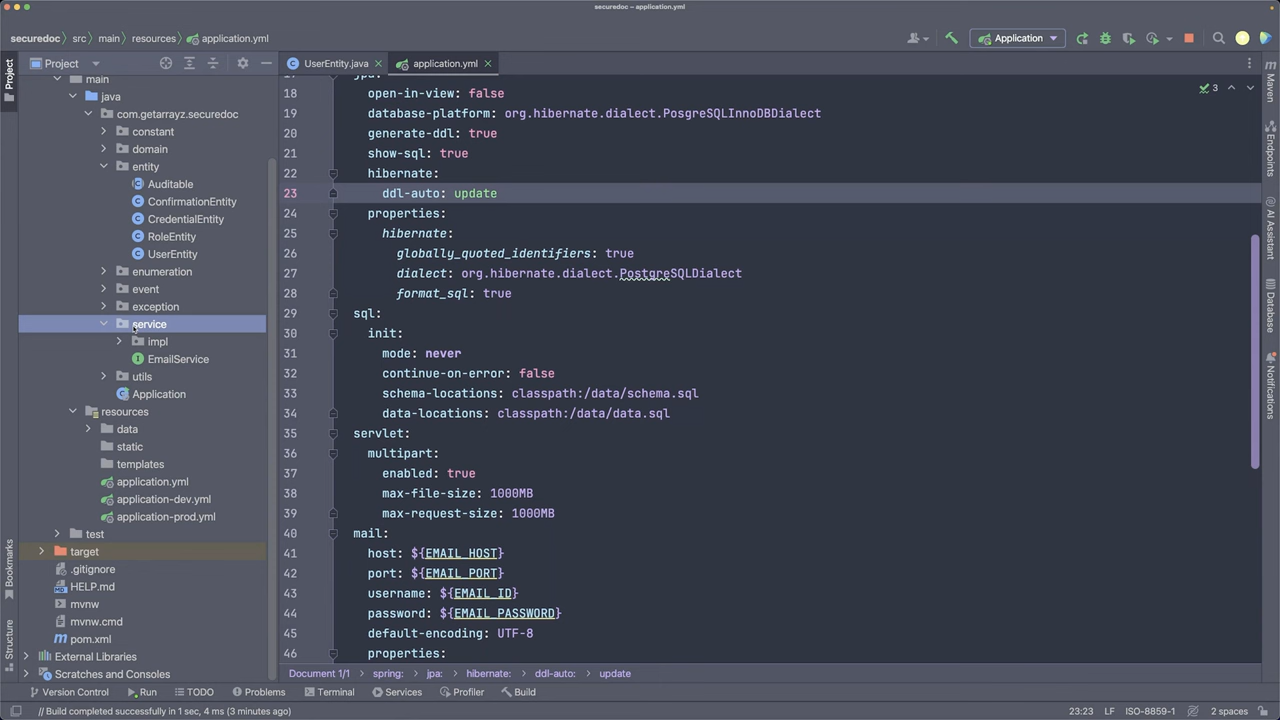 securedoc – application.yml
securedoc
src
main
resources
application.yml
Application
Project
UserEntity.java
application.yml
Project
Bookmarks
Structure
main
java
com.getarrayz.securedoc
constant
domain
entity
Auditable
ConfirmationEntity
CredentialEntity
RoleEntity
UserEntity
enumeration
event
exception
service
impl
EmailService
utils
Application
resources
data
static
templates
application.yml
application-dev.yml
application-prod.yml
test
target
.gitignore
HELP.md
mvnw
mvnw.cmd
pom.xml
External Libraries
Scratches and Consoles
jpa:
18 open-in-view: false
19 database-platform: org.hibernate.dialect.PosgreSQLInnoDBDialect
20 generate-ddl: true
21 show-sql: true
22 hibernate:
23 ddl-auto: update
24 properties:
25 hibernate:
26 globally_quoted_identifiers: true
27 dialect: org.hibernate.dialect.PostgreSQLDialect
28 format_sql: true
29 sql:
30 init:
31 mode: never
32 continue-on-error: false
33 schema-locations: classpath:/data/schema.sql
34 data-locations: classpath:/data/data.sql
35 servlet:
36 multipart:
37 enabled: true
38 max-file-size: 1000MB
39 max-request-size: 1000MB
40 mail:
41 host: ${EMAIL_HOST}
42 port: ${EMAIL_PORT}
43 username: ${EMAIL_ID}
44 password: ${EMAIL_PASSWORD}
45 default-encoding: UTF-8
46 properties:
3
Maven
Endpoints
AI Assistant
Database
Notifications
Document 1/1 spring: jpa: hibernate: ddl-auto: update
Version Control Run TODO Problems Terminal Services Profiler Build
// Build completed successfully in 1 sec, 4 ms (3 minutes ago)
23:23 LF ISO-8859-1 2 spaces